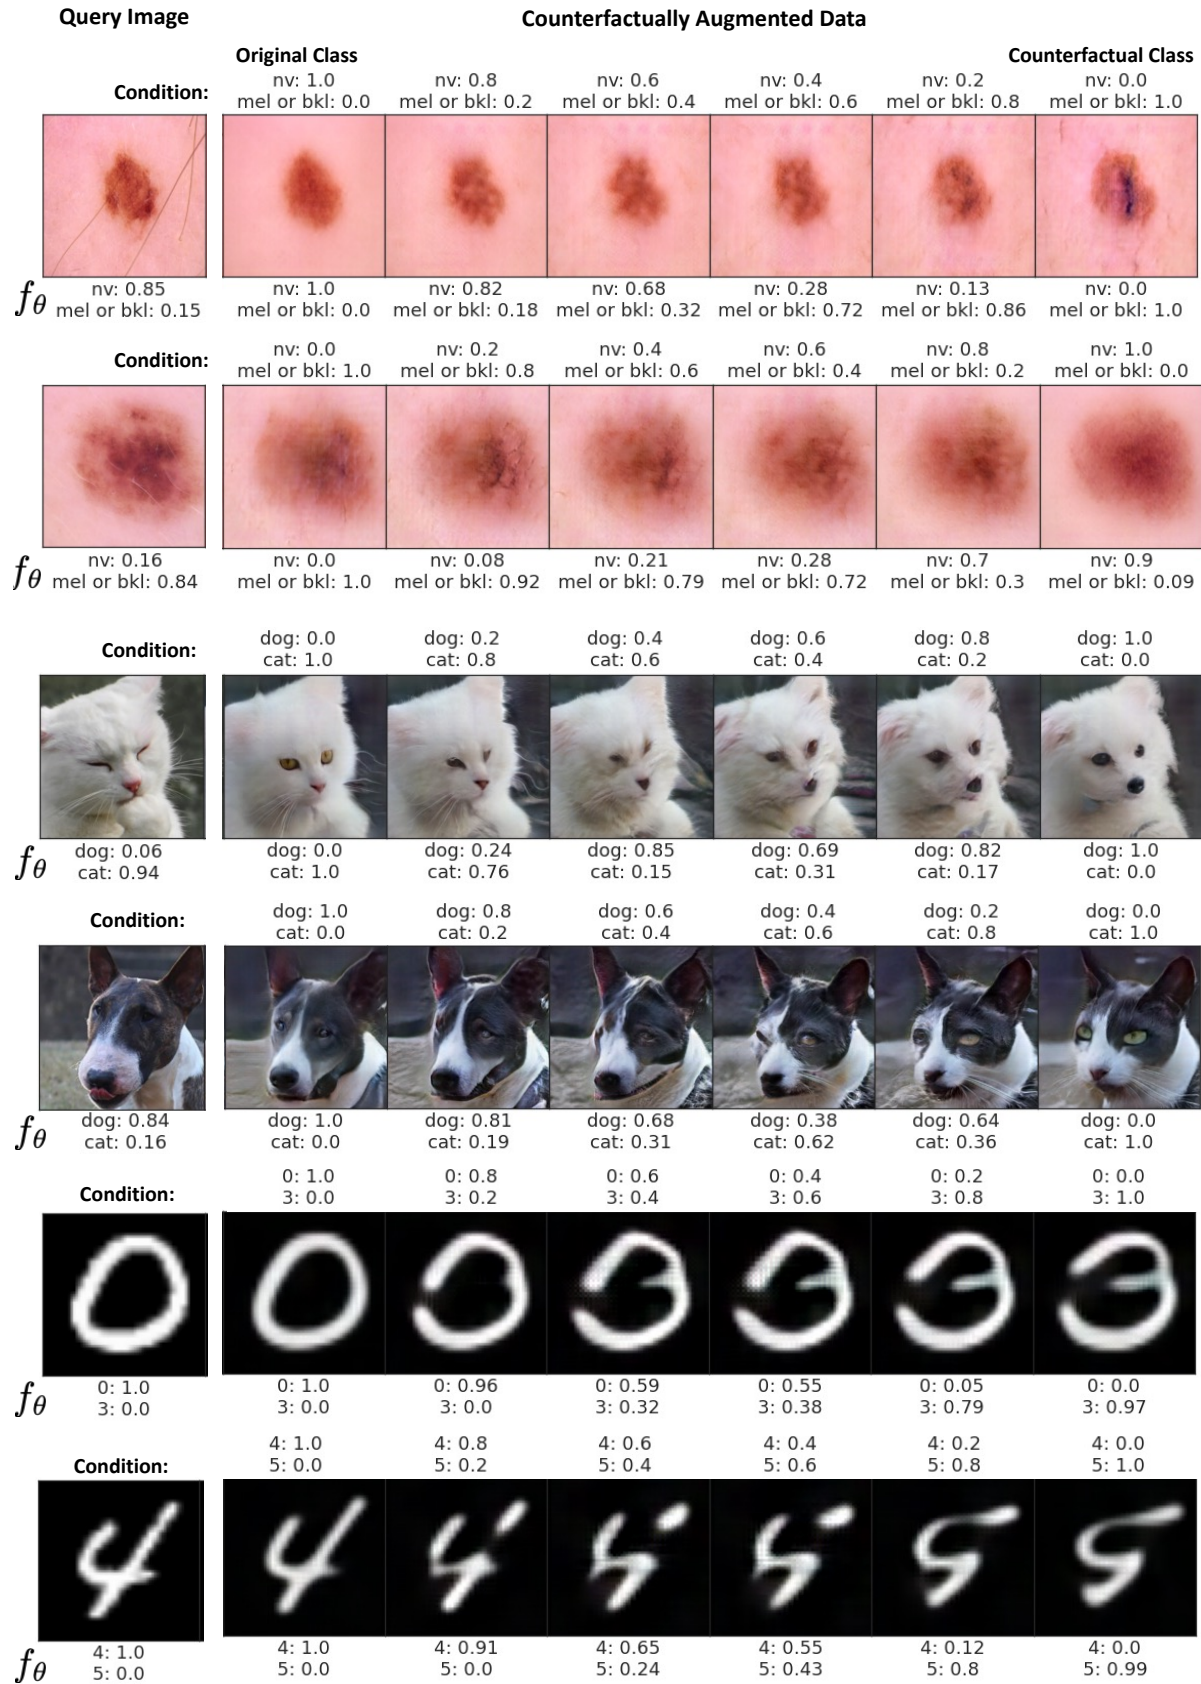 Query Image
Counterfactually Augmented Data
Original Class
Counterfactual Class
Condition:
nv: 1.0
mel or bkl: 0.0
nv: 0.8
mel or bkl: 0.2
nv: 0.6
mel or bkl: 0.4
nv: 0.4
mel or bkl: 0.6
nv: 0.2
mel or bkl: 0.8
nv: 0.0
mel or bkl: 1.0
fθ
nv: 0.85
mel or bkl: 0.15
nv: 1.0
mel or bkl: 0.0
nv: 0.82
mel or bkl: 0.18
nv: 0.68
mel or bkl: 0.32
nv: 0.28
mel or bkl: 0.72
nv: 0.13
mel or bkl: 0.86
nv: 0.0
mel or bkl: 1.0
Condition:
nv: 0.0
mel or bkl: 1.0
nv: 0.2
mel or bkl: 0.8
nv: 0.4
mel or bkl: 0.6
nv: 0.6
mel or bkl: 0.4
nv: 0.8
mel or bkl: 0.2
nv: 1.0
mel or bkl: 0.0
fθ
nv: 0.16
mel or bkl: 0.84
nv: 0.0
mel or bkl: 1.0
nv: 0.08
mel or bkl: 0.92
nv: 0.21
mel or bkl: 0.79
nv: 0.28
mel or bkl: 0.72
nv: 0.7
mel or bkl: 0.3
nv: 0.9
mel or bkl: 0.09
Condition:
dog: 0.0
cat: 1.0
dog: 0.2
cat: 0.8
dog: 0.4
cat: 0.6
dog: 0.6
cat: 0.4
dog: 0.8
cat: 0.2
dog: 1.0
cat: 0.0
fθ
dog: 0.06
cat: 0.94
dog: 0.0
cat: 1.0
dog: 0.24
cat: 0.76
dog: 0.85
cat: 0.15
dog: 0.69
cat: 0.31
dog: 0.82
cat: 0.17
dog: 1.0
cat: 0.0
Condition:
dog: 1.0
cat: 0.0
dog: 0.8
cat: 0.2
dog: 0.6
cat: 0.4
dog: 0.4
cat: 0.6
dog: 0.2
cat: 0.8
dog: 0.0
cat: 1.0
fθ
dog: 0.84
cat: 0.16
dog: 1.0
cat: 0.0
dog: 0.81
cat: 0.19
dog: 0.68
cat: 0.31
dog: 0.38
cat: 0.62
dog: 0.64
cat: 0.36
dog: 0.0
cat: 1.0
Condition:
0: 1.0
3: 0.0
0: 0.8
3: 0.2
0: 0.6
3: 0.4
0: 0.4
3: 0.6
0: 0.2
3: 0.8
0: 0.0
3: 1.0
fθ
0: 1.0
3: 0.0
0: 1.0
3: 0.0
0: 0.96
3: 0.0
0: 0.59
3: 0.32
0: 0.55
3: 0.38
0: 0.05
3: 0.79
0: 0.0
3: 0.97
Condition:
4: 1.0
5: 0.0
4: 0.8
5: 0.2
4: 0.6
5: 0.4
4: 0.4
5: 0.6
4: 0.2
5: 0.8
4: 0.0
5: 1.0
fθ
4: 1.0
5: 0.0
4: 1.0
5: 0.0
4: 0.91
5: 0.0
4: 0.65
5: 0.24
4: 0.55
5: 0.43
4: 0.12
5: 0.8
4: 0.0
5: 0.99